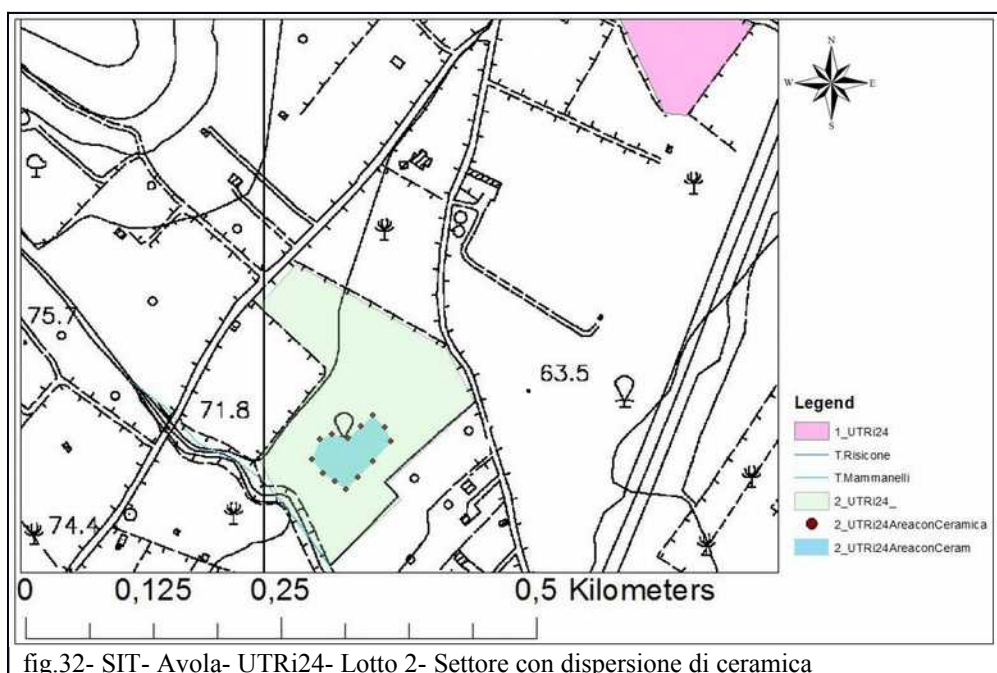 N
W E
S
75.7
71.8
63.5
74.4
Legend
1_UTRi24
T.Risicone
T.Mammanelli
2_UTRi24_
2_UTRi24AreaconCeramica
2_UTRi24AreaconCeram
0 0,125 0,25 0,5 Kilometers
fig.32- SIT- Avola- UTRi24- Lotto 2- Settore con dispersione di ceramica